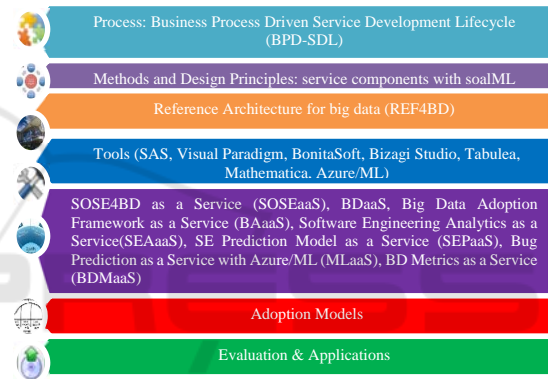 Process: Business Process Driven Service Development Lifecycle
(BPD-SDL)
Methods and Design Principles: service components with soalML
Reference Architecture for big data (REF4BD)
Tools (SAS, Visual Paradigm, BonitaSoft, Bizagi Studio, Tabulea,
Mathematica. Azure/ML)
SOSE4BD as a Service (SOSEaaS), BDaaS, Big Data Adoption
Framework as a Service (BAaaS), Software Engineering Analytics as a
Service(SEAaaS), SE Prediction Model as a Service (SEPaaS), Bug
Prediction as a Service with Azure/ML (MLaaS), BD Metrics as a Service
(BDMaaS)
Adoption Models
Evaluation & Applications